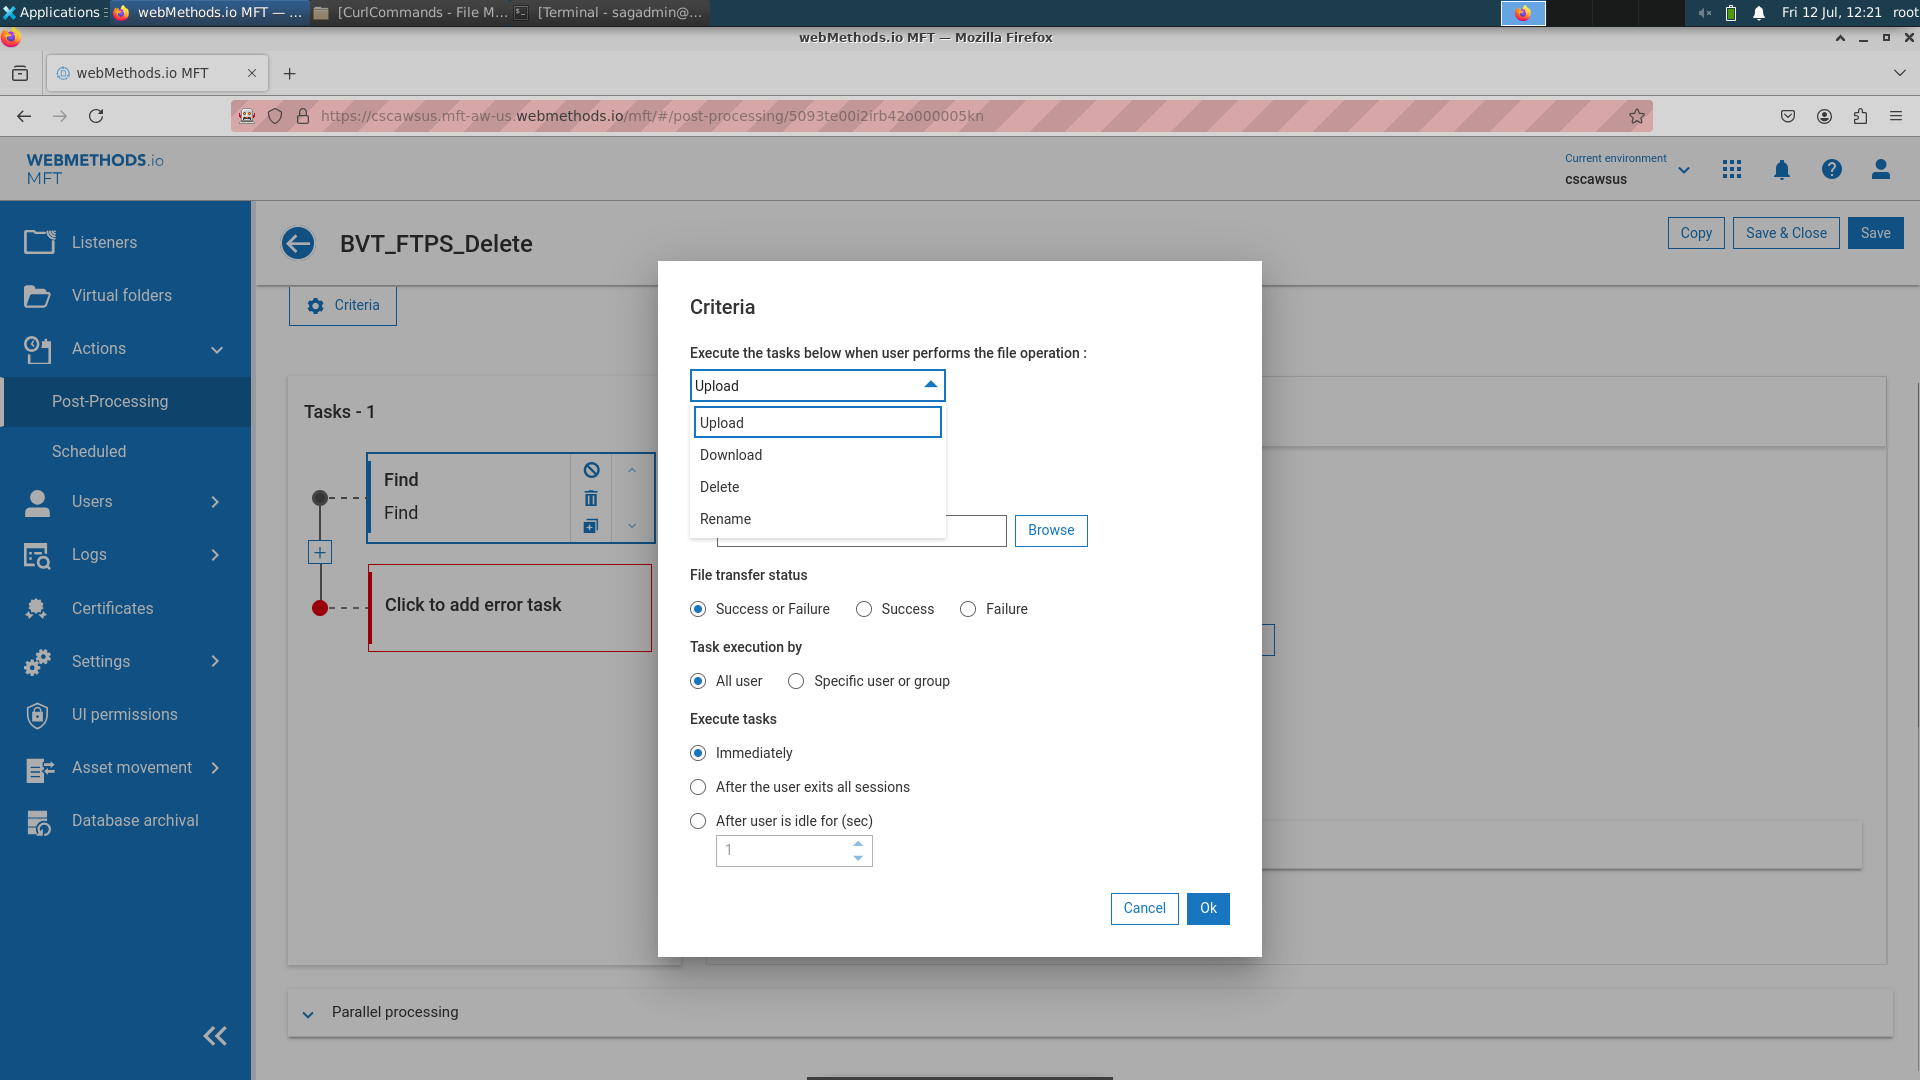 Applications
webMethods.io MFT — ...
[CurlCommands - File M...
[Terminal - sagadmin@...
Fri 12 Jul, 12:21
root
webMethods.io MFT — Mozilla Firefox
webMethods.io MFT
https://cscawsus.mft-aw-us.webmethods.io/mft/#/post-processing/5093te00i2irb42o000005kn
WEBMETHODS.io
MFT
Current environment
cscawsus
Listeners
Virtual folders
Actions
Post-Processing
Scheduled
Users
Logs
Certificates
Settings
UI permissions
Asset movement
Database archival
BVT_FTPS_Delete
Copy
Save & Close
Save
Criteria
Tasks - 1
Find
Find
Click to add error task
Parallel processing
Criteria
Execute the tasks below when user performs the file operation :
Upload
Upload
Download
Delete
Rename
Browse
File transfer status
Success or Failure
Success
Failure
Task execution by
All user
Specific user or group
Execute tasks
Immediately
After the user exits all sessions
After user is idle for (sec)
1
Cancel
Ok